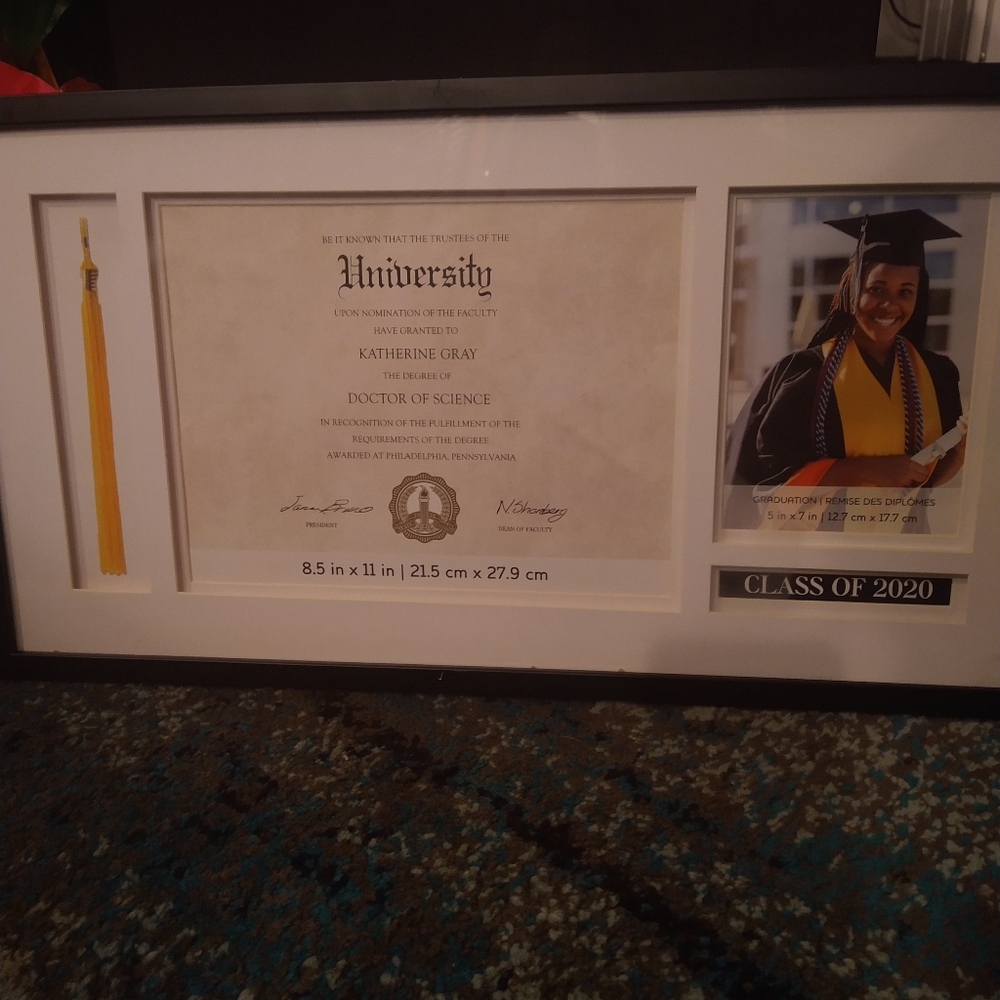 BE IT KNOWN THAT THE TRUSTEES OF THE
University
UPON NOMINATION OF THE FACULTY
HAVE GRANTED TO
KATHERINE GRAY
THE DEGREE OF
DOCTOR OF SCIENCE
IN RECOGNITION OF THE FULFILLMENT OF THE
REQUIREMENTS OF THE DEGREE
AWARDED AT PHILADELPHIA, PENNSYLVANIA
N Shonberg
PRESIDENT
DEAN OF FACULTY
8.5 in x 11 in | 21.5 cm x 27.9 cm
GRADUATION | REMISE DES DIPLÔMES
5 in x 7 in | 12.7 cm x 17.7 cm
CLASS OF 2020